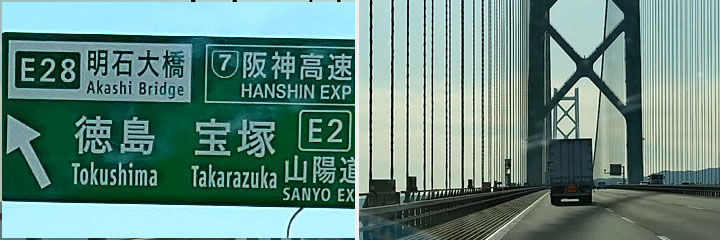 E28 明石大橋 7 阪神高速
Akashi Bridge HANSHIN EXP
徳島 宝塚 E2
Tokushima Takarazuka 山陽道
SANYO EX